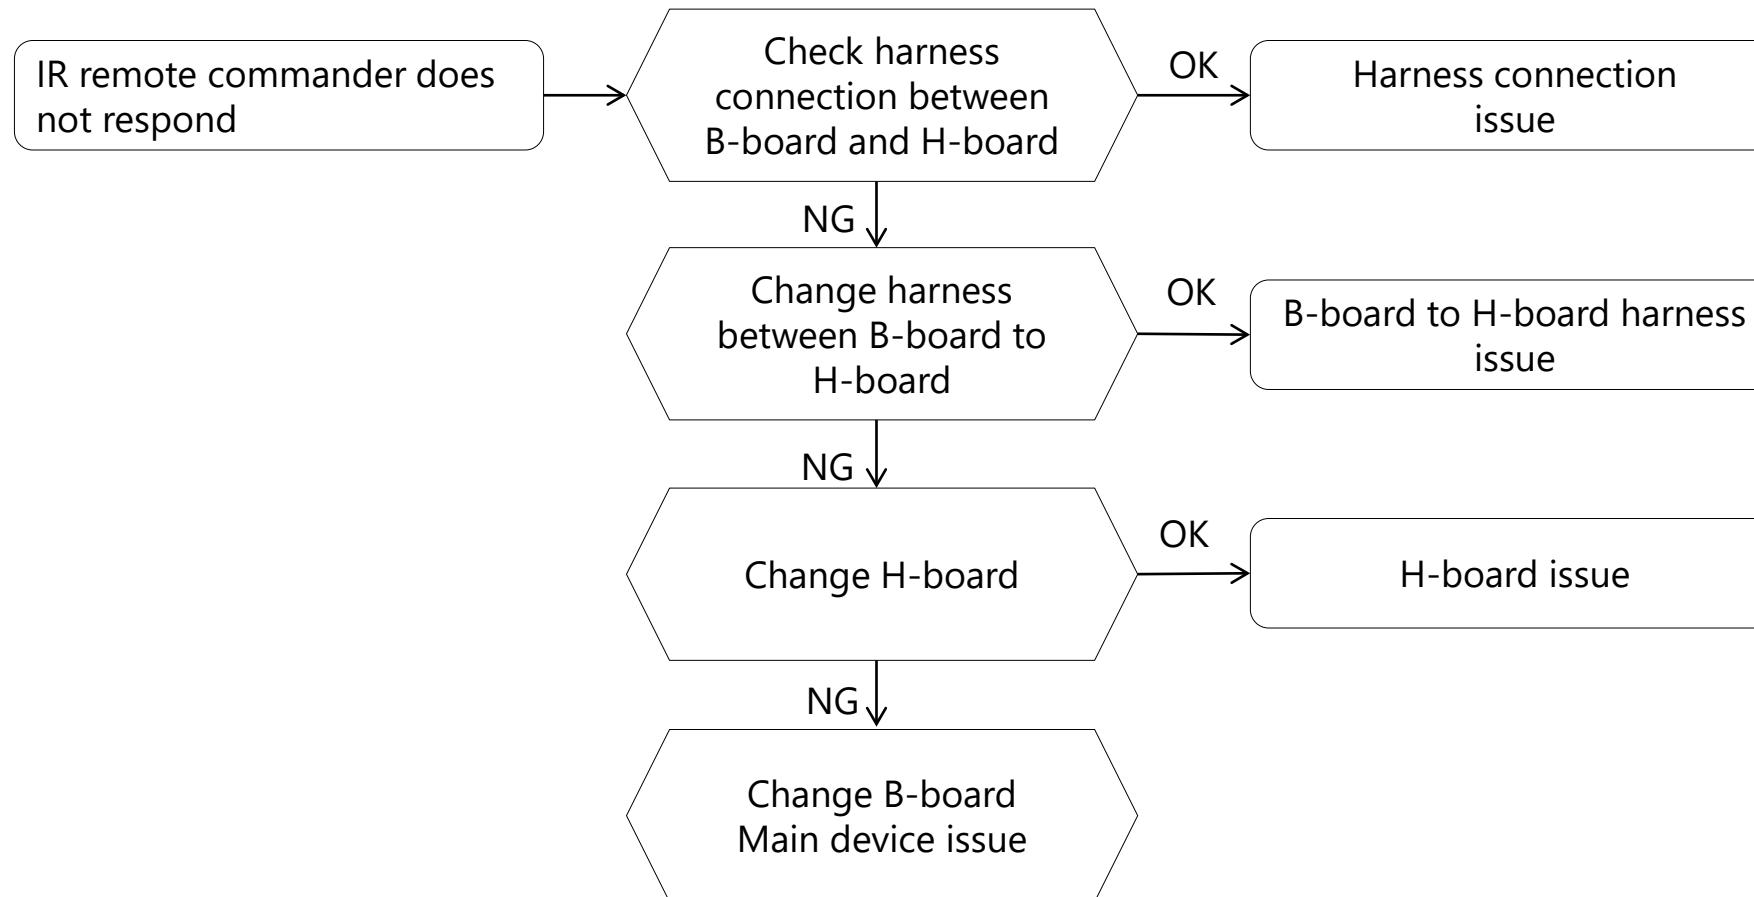 IR remote commander does
not respond
Check harness
connection between
B-board and H-board
OK
Harness connection
issue
NG
Change harness
between B-board to
H-board
OK
B-board to H-board harness
issue
NG
Change H-board
OK
H-board issue
NG
Change B-board
Main device issue